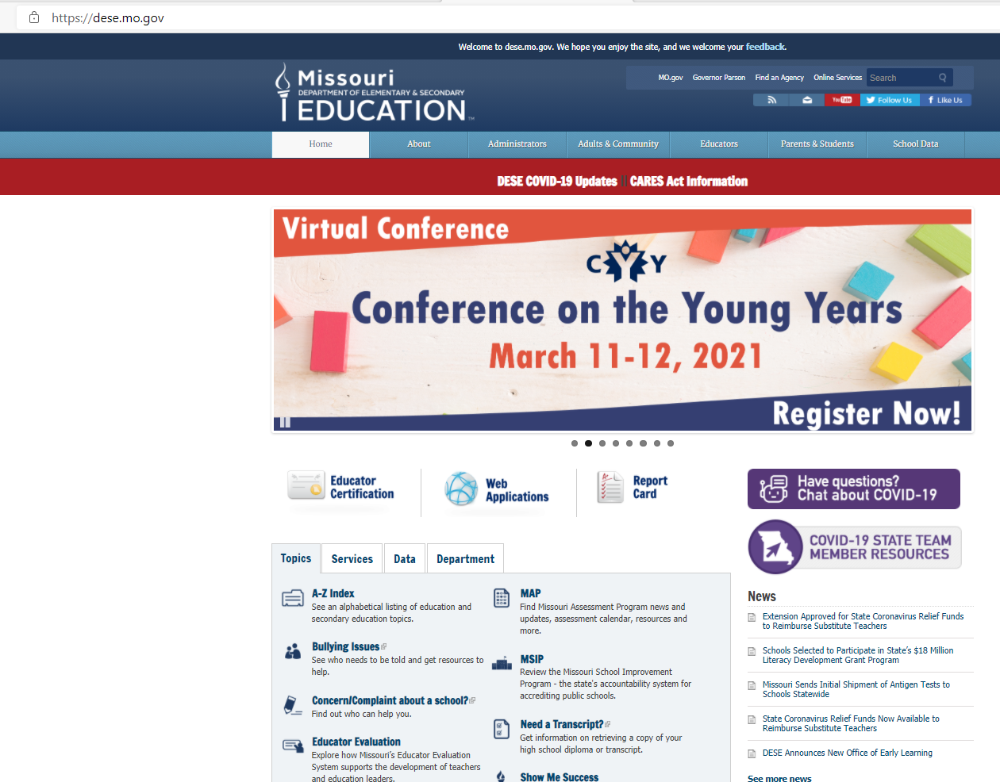 https://dese.mo.gov
Welcome to dese.mo.gov. We hope you enjoy the site, and we welcome your feedback.
Missouri
DEPARTMENT OF ELEMENTARY & SECONDARY
EDUCATION™
MO.gov Governor Parson Find an Agency Online Services Search
You Tube Follow Us Like Us
Home About Administrators Adults & Community Educators Parents & Students School Data
DESE COVID-19 Updates || CARES Act Information
Virtual Conference
CYY
Conference on the Young Years
March 11-12, 2021
Register Now!
Educator
Certification
Web
Applications
A+
Report
Card
Have questions?
Chat about COVID-19
COVID-19 STATE TEAM
MEMBER RESOURCES
Topics Services Data Department
A-Z Index
See an alphabetical listing of education and
secondary education topics.
Bullying Issues
See who needs to be told and get resources to
help.
Concern/Complaint about a school?
Find out who can help you.
Educator Evaluation
Explore how Missouri's Educator Evaluation
System supports the development of teachers
and education leaders.
MAP
Find Missouri Assessment Program news and
updates, assessment calendar, resources and
more.
MSIP
Review the Missouri School Improvement
Program - the state's accountability system for
accrediting public schools.
Need a Transcript?
Get information on retrieving a copy of your
high school diploma or transcript.
Show Me Success
News
Extension Approved for State Coronavirus Relief Funds
to Reimburse Substitute Teachers
Schools Selected to Participate in State's $18 Million
Literacy Development Grant Program
Missouri Sends Initial Shipment of Antigen Tests to
Schools Statewide
State Coronavirus Relief Funds Now Available to
Reimburse Substitute Teachers
DESE Announces New Office of Early Learning
See more news